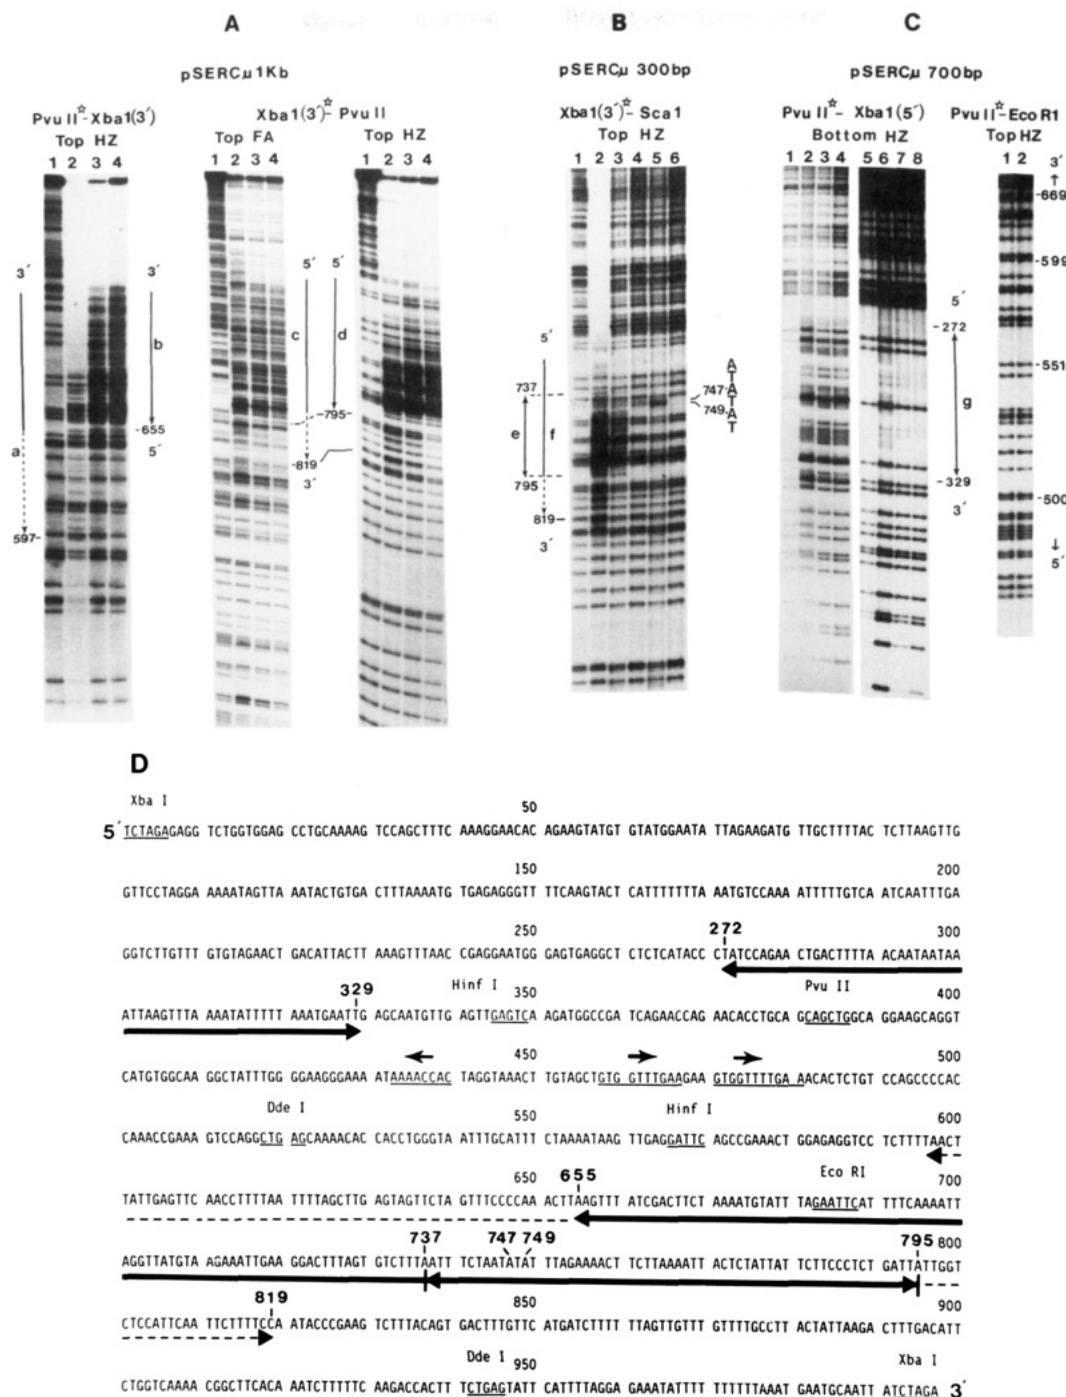 A
B
C
pSERCµ 1Kb
pSERCµ 300bp
pSERCµ 700bp
Pvu II☆-Xba1(3′)
Xba1(3′)☆-Pvu II
Xba1(3′)☆-Sca1
Pvu II☆- Xba1(5′)
Pvu II☆-EcoR1
Top HZ
Top FA
Top HZ
Top HZ
Bottom HZ
Top HZ
1 2 3 4
1 2 3 4
1 2 3 4
1 2 3 4 5 6
1 2 3 4
5 6 7 8
1 2
3′
↑
-669
-599
3′
3′
5′
5′
5′
-272
b
c
d
5′
A
T
A
T
A
T
-551
737
747
749
-795
-655
a
5′
e
f
g
-819
795
-329
3′
3′
-500
597-
819-
3′
↓
5′
D
Xba I
50
5′ TCTAGAGAGG TCTGGTGGAG CCTGCAAAAG TCCAGCTTTC AAAGGAACAC AGAAGTATGT GTATGGAATA TTAGAAGATG TTGCTTTTAC TCTTAAGTTG
150
200
GTTCCTAGGA AAAATAGTTA AATACTGTGA CTTTAAAATG TGAGAGGGTT TTCAAGTACT CATTTTTTTA AATGTCCAAA ATTTTTGTCA ATCAATTTGA
250
272
300
GGTCTTGTTT GTGTAGAACT GACATTACTT AAAGTTTAAC CGAGGAATGG GAGTGAGGCT CTCTCATACC CTATCCAGAA CTGACTTTTA ACAATAATAA
329
Hinf I
350
Pvu II
400
ATTAAGTTTA AAATATTTTT AAATGAATTG AGCAATGTTG AGTTGAGTCA AGATGGCCGA TCAGAACCAG AACACCTGCA GCAGCTGGCA GGAAGCAGGT
450
500
CATGTGGCAA GGCTATTTGG GGAAGGGAAA ATAAAACCAC TAGGTAAACT TGTAGCTGTG GTTTGAAGAA GTGGTTTTGA AACACTCTGT CCAGCCCCAC
Dde I
550
Hinf I
600
CAAACCGAAA GTCCAGGCTG AGCAAAACAC CACCTGGGTA ATTTGCATTT CTAAAATAAG TTGAGGATTC AGCCGAAACT GGAGAGGTCC TCTTTTAACT
650
655
Eco RI
700
TATTGAGTTC AACCTTTTAA TTTTAGCTTG AGTAGTTCTA GTTTCCCCAA ACTTAAGTTT ATCGACTTCT AAAATGTATT TAGAATTCAT TTTCAAAATT
737
747 749
795
800
AGGTTATGTA AGAAATTGAA GGACTTTAGT GTCTTTAATT TCTAATATAT TTAGAAAACT TCTTAAAATT ACTCTATTAT TCTTCCCTCT GATTATTGGT
819
850
900
CTCCATTCAA TTCTTTTCCA ATACCCGAAG TCTTTACAGT GACTTTGTTC ATGATCTTTT TTAGTTGTTT GTTTTGCCTT ACTATTAAGA CTTTGACATT
Dde I
950
Xba I
CTGGTCAAAA CGGCTTCACA AATCTTTTTC AAGACCACTT TCTGAGTATT CATTTTAGGA GAAATATTTT TTTTTTAAAT GAATGCAATT ATCTAGA 3′